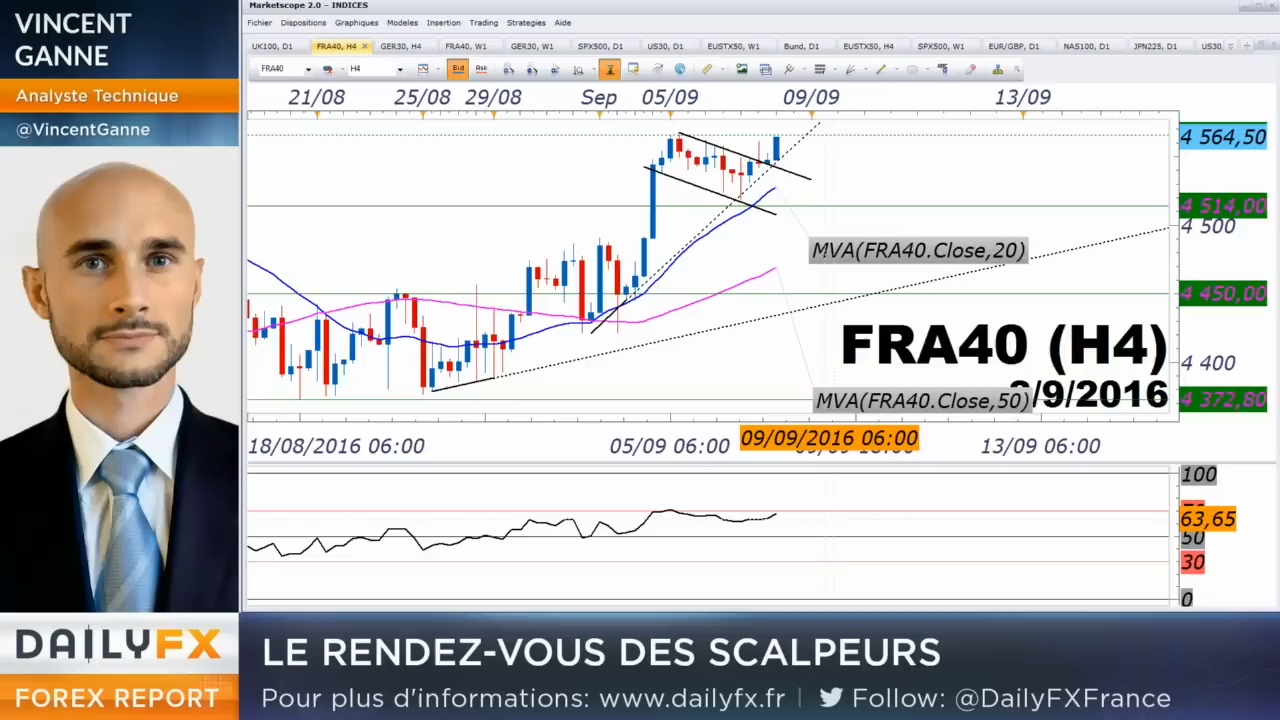 VINCENT
GANNE
Analyste Technique
@VincentGanne
Marketscope 2.0 - INDICES
Fichier Dispositions Graphiques Modeles Insertion Trading Strategies Aide
UK100, D1 FRA40, H4 GER30, H4 FRA40, W1 GER30, W1 SPX500, D1 US30, D1 EUSTX50, W1 Bund, D1 EUSTX50, H4 SPX500, W1 EUR/GBP, D1 NAS100, D1 JPN225, D1 US30,
FRA40 H4 Bid Ask
21/08 25/08 29/08 Sep 05/09 09/09 13/09
4 564,50
4 514,00
4 500
MVA(FRA40.Close,20)
4 450,00
FRA40 (H4)
4 400
/9/2016
MVA(FRA40.Close,50)
4 372,80
18/08/2016 06:00 05/09 06:00 09/09/2016 06:00 13/09 06:00
100
63,65
50
30
0
DAILYFX
FOREX REPORT
LE RENDEZ-VOUS DES SCALPEURS
Pour plus d'informations: www.dailyfx.fr | Follow: @DailyFXFrance